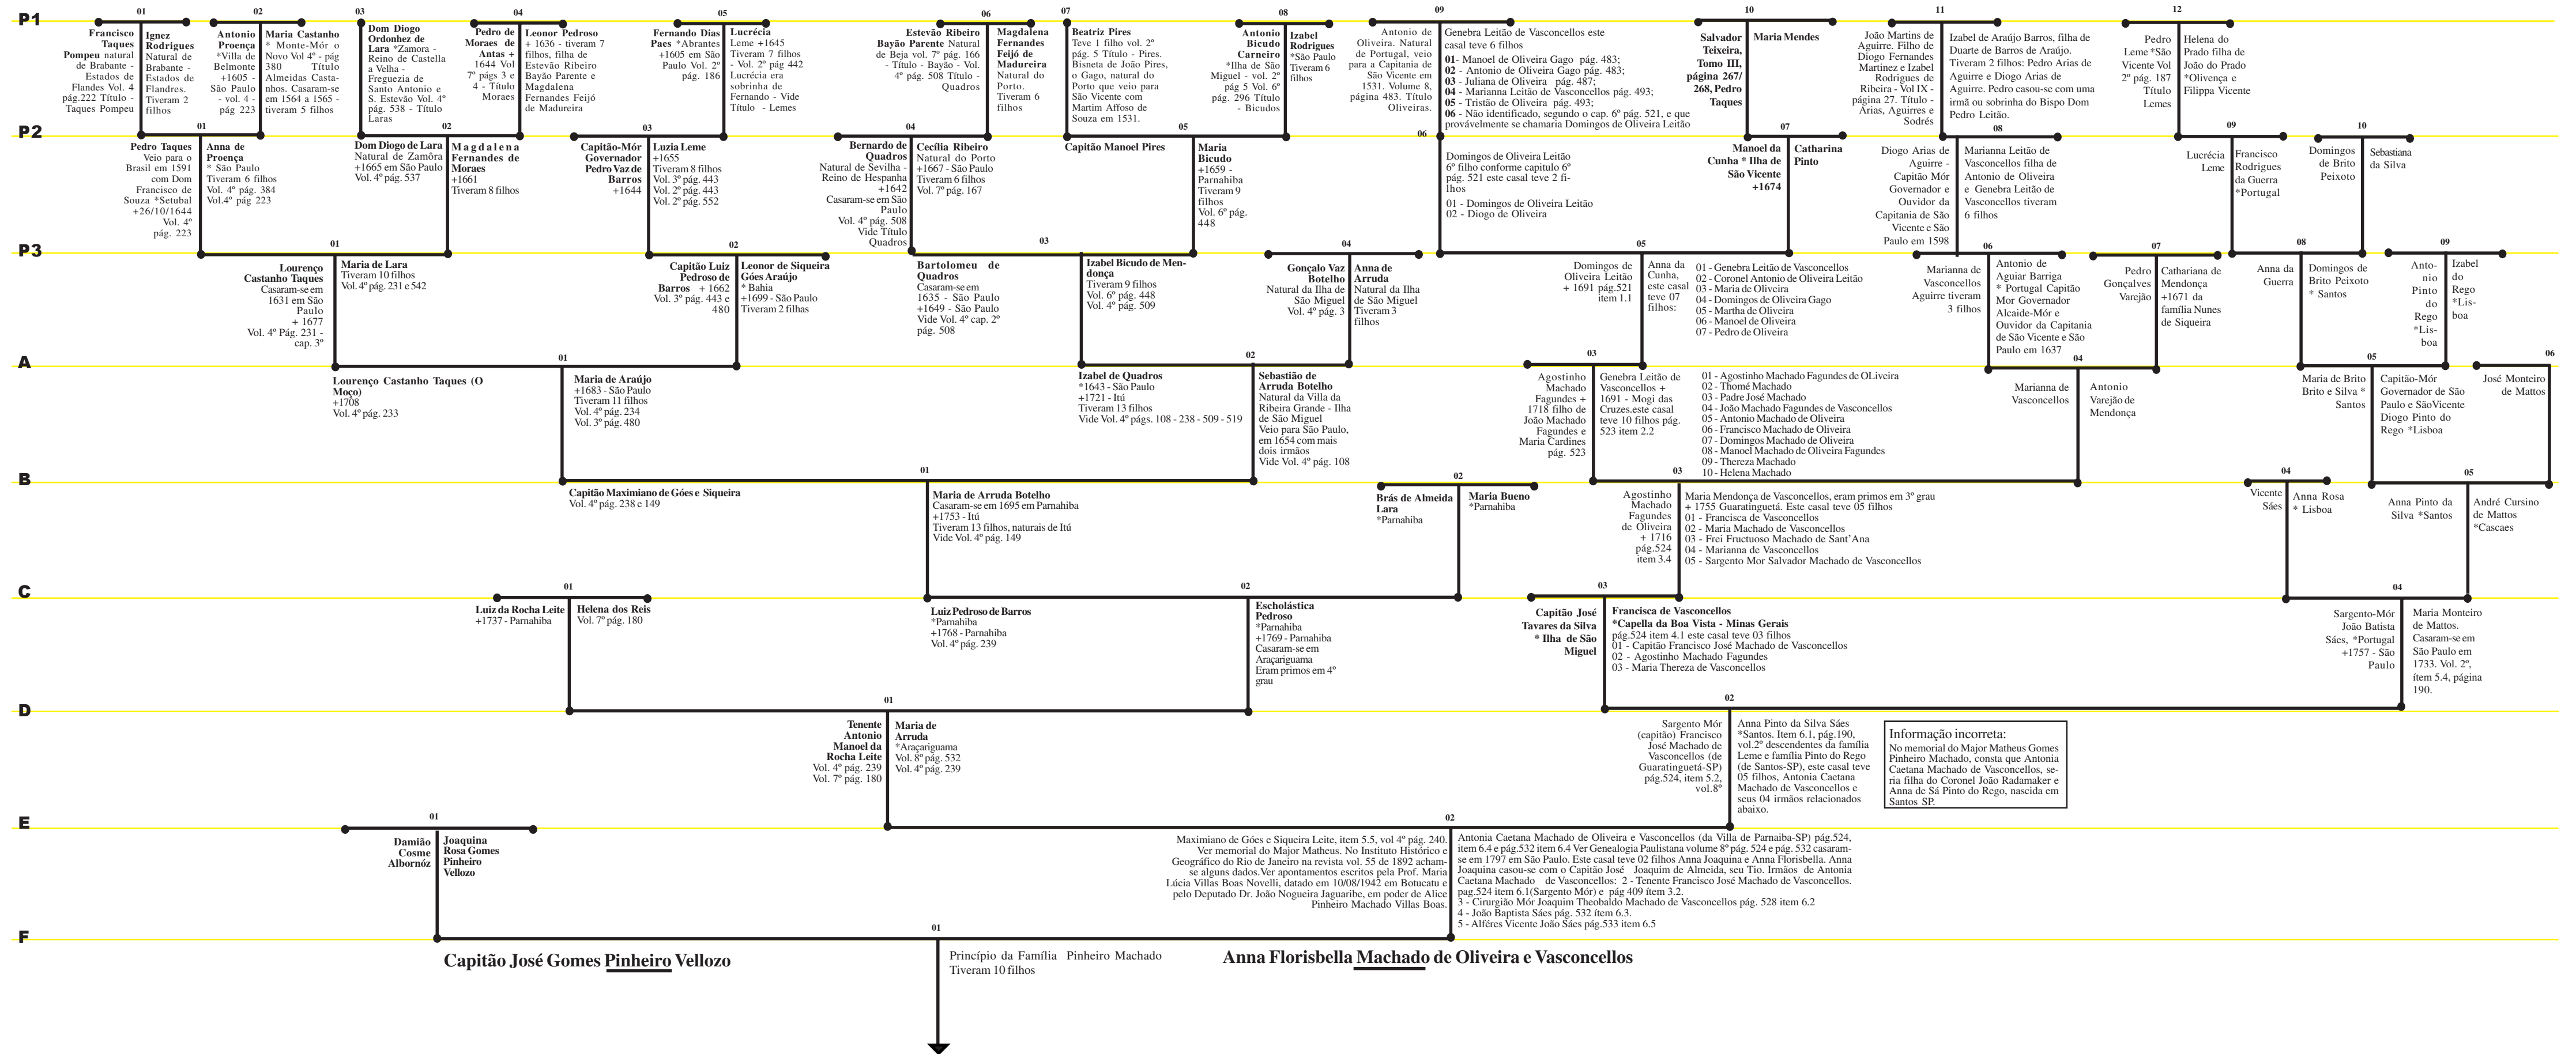 P1
01
Francisco
Taques
Pompeu natural
de Brabante -
Estados de
Flandes Vol. 4
pág.222 Título -
Taques Pompeu
Ignez
Rodrigues
Natural de
Brabante -
Estados de
Flandres.
Tiveram 2
filhos
02
Antonio
Proença
*Villa de
Belmonte
+1605 -
São Paulo
- vol. 4 -
pág 223
Maria Castanho
* Monte-Mór o
Novo Vol 4º - pág
380 Título
Almeidas Casta-
nhos. Casaram-se
em 1564 a 1565 -
tiveram 5 filhos
03
Dom Diogo
Ordonhez de
Lara *Zamora -
Reino de Castella
a Velha -
Freguezia de
Santo Antonio e
S. Estevão Vol. 4º
pág. 538 - Título
Laras
04
Pedro de
Moraes de
Antas +
1644 Vol
7º págs 3 e
4 - Título
Moraes
Leonor Pedroso
+ 1636 - tiveram 7
filhos, filha de
Estevão Ribeiro
Bayão Parente e
Magdalena
Fernandes Feijó
de Madureira
05
Fernando Dias
Paes *Abrantes
+1605 em São
Paulo Vol. 2º
pág. 186
Lucrécia
Leme +1645
Tiveram 7 filhos
- Vol. 2º pág 442
Lucrécia era
sobrinha de
Fernando - Vide
Título - Lemes
06
Estevão Ribeiro
Bayão Parente Natural
de Beja vol. 7º pág. 166
- Título - Bayão - Vol.
4º pág. 508 Título -
Quadros
Magdalena
Fernandes
Feijó de
Madureira
Natural do
Porto.
Tiveram 6
filhos
07
Beatriz Pires
Teve 1 filho vol. 2º
pág. 5 Título - Pires.
Bisneta de João Pires,
o Gago, natural do
Porto que veio para
São Vicente com
Martim Affoso de
Souza em 1531.
08
Antonio
Bicudo
Carneiro
*Ilha de São
Miguel - vol. 2º
pág 5 Vol. 6º
pág. 296 Título
- Bicudos
Izabel
Rodrigues
*São Paulo
Tiveram 6
filhos
09
Antonio de
Oliveira. Natural
de Portugal, veio
para a Capitania de
São Vicente em
1531. Volume 8,
página 483. Título
Oliveiras.
Genebra Leitão de Vasconcellos este
casal teve 6 filhos
01- Manoel de Oliveira Gago pág. 483;
02 - Antonio de Oliveira Gago pág. 483;
03 - Juliana de Oliveira pág. 487;
04 - Marianna Leitão de Vasconcellos pág. 493;
05 - Tristão de Oliveira pág. 493;
06 - Não identificado, segundo o cap. 6º pág. 521, e que
provávelmente se chamaria Domingos de Oliveira Leitão
10
Salvador
Teixeira,
Tomo III,
página 267/
268, Pedro
Taques
Maria Mendes
11
João Martins de
Aguirre. Filho de
Diogo Fernandes
Martinez e Izabel
Rodrigues de
Ribeira - Vol IX -
página 27. Título -
Arias, Aguirres e
Sodrés
Izabel de Araújo Barros, filha de
Duarte de Barros de Araújo.
Tiveram 2 filhos: Pedro Arias de
Aguirre e Diogo Arias de
Aguirre. Pedro casou-se com uma
irmã ou sobrinha do Bispo Dom
Pedro Leitão.
12
Pedro
Leme *São
Vicente Vol
2º pág. 187
Título
Lemes
Helena do
Prado filha de
João do Prado
*Olivença e
Filippa Vicente
P2
01
Pedro Taques
Veio para o
Brasil em 1591
com Dom
Francisco de
Souza *Setubal
+26/10/1644
Vol. 4º
pág. 223
Anna de
Proença
* São Paulo
Tiveram 6 filhos
Vol. 4º pág. 384
Vol.4º pág 223
02
Dom Diogo de Lara
Natural de Zamôra
+1665 em São Paulo
Vol. 4º pág. 537
Magdalena
Fernandes de
Moraes
+1661
Tiveram 8 filhos
03
Capitão-Mór
Governador
Pedro Vaz de
Barros
+1644
Luzia Leme
+1655
Tiveram 8 filhos
Vol. 3º pág. 443
Vol. 2º pág. 443
Vol. 2º pág. 552
04
Bernardo de
Quadros
Natural de Sevilha -
Reino de Hespanha
+1642
Casaram-se em São
Paulo
Vol. 4º pág. 508
Vide Título
Quadros
Cecília Ribeiro
Natural do Porto
+1667 - São Paulo
Tiveram 6 filhos
Vol. 7º pág. 167
05
Capitão Manoel Pires
Maria
Bicudo
+1659 -
Parnahiba
Tiveram 9
filhos
Vol. 6º pág.
448
06
Domingos de Oliveira Leitão
6º filho conforme capitulo 6º
pág. 521 este casal teve 2 fi-
lhos
01 - Domingos de Oliveira Leitão
02 - Diogo de Oliveira
07
Manoel da
Cunha * Ilha de
São Vicente
+1674
Catharina
Pinto
08
Diogo Arias de
Aguirre -
Capitão Mór
Governador e
Ouvidor da
Capitania de São
Vicente e São
Paulo em 1598
Marianna Leitão de
Vasconcellos filha de
Antonio de Oliveira
e Genebra Leitão de
Vasconcellos tiveram
6 filhos
09
Lucrécia
Leme
Francisco
Rodrigues
da Guerra
*Portugal
10
Domingos
de Brito
Peixoto
Sebastiana
da Silva
P3
01
Lourenço
Castanho Taques
Casaram-se em
1631 em São
Paulo
+ 1677
Vol. 4º Pág. 231 -
cap. 3º
Maria de Lara
Tiveram 10 filhos
Vol. 4º pág. 231 e 542
02
Capitão Luiz
Pedroso de
Barros + 1662
Vol. 3º pág. 443 e
480
Leonor de Siqueira
Góes Araújo
* Bahia
+1699 - São Paulo
Tiveram 2 filhas
03
Bartolomeu de
Quadros
Casaram-se em
1635 - São Paulo
+1649 - São Paulo
Vide Vol. 4º cap. 2º
pág. 508
Izabel Bicudo de Men-
donça
Tiveram 9 filhos
Vol. 6º pág. 448
Vol. 4º pág. 509
04
Gonçalo Vaz
Botelho
Natural da Ilha de
São Miguel
Vol. 4º pág. 3
Anna de
Arruda
Natural da Ilha
de São Miguel
Tiveram 3
filhos
05
Domingos de
Oliveira Leitão
+ 1691 pág.521
item 1.1
Anna da
Cunha,
este casal
teve 07
filhos:
01 - Genebra Leitão de Vasconcellos
02 - Coronel Antonio de Oliveira Leitão
03 - Maria de Oliveira
04 - Domingos de Oliveira Gago
05 - Martha de Oliveira
06 - Manoel de Oliveira
07 - Pedro de Oliveira
06
Marianna de
Vasconcellos
Aguirre tiveram
3 filhos
Antonio de
Aguiar Barriga
* Portugal Capitão
Mor Governador
Alcaide-Mór e
Ouvidor da Capitania
de São Vicente e São
Paulo em 1637
07
Pedro
Gonçalves
Varejão
Cathariana de
Mendonça
+1671 da
família Nunes
de Siqueira
08
Anna da
Guerra
Domingos de
Brito Peixoto
* Santos
09
Anto-
nio
Pinto
do
Rego
*Lis-
boa
Izabel
do
Rego
*Lis-
boa
A
01
Lourenço Castanho Taques (O
Moço)
+1708
Vol. 4º pág. 233
Maria de Araújo
+1683 - São Paulo
Tiveram 11 filhos
Vol. 4º pág. 234
Vol. 3º pág. 480
02
Izabel de Quadros
*1643 - São Paulo
+1721 - Itú
Tiveram 13 filhos
Vide Vol. 4º págs. 108 - 238 - 509 - 519
Sebastião de
Arruda Botelho
Natural da Villa da
Ribeira Grande - Ilha
de São Miguel
Veio para São Paulo,
em 1654 com mais
dois irmãos
Vide Vol. 4º pág. 108
03
Agostinho
Machado
Fagundes +
1718 filho de
João Machado
Fagundes e
Maria Cardines
pág. 523
Genebra Leitão de
Vasconcellos +
1691 - Mogi das
Cruzes.este casal
teve 10 filhos pág.
523 item 2.2
01 - Agostinho Machado Fagundes de OLiveira
02 - Thomé Machado
03 - Padre José Machado
04 - João Machado Fagundes de Vasconcellos
05 - Antonio Machado de Oliveira
06 - Francisco Machado de Oliveira
07 - Domingos Machado de Oliveira
08 - Manoel Machado de Oliveira Fagundes
09 - Thereza Machado
10 - Helena Machado
04
Marianna de
Vasconcellos
Antonio
Varejão de
Mendonça
05
Maria de Brito
Brito e Silva *
Santos
Capitão-Mór
Governador de São
Paulo e SãoVicente
Diogo Pinto do
Rego *Lisboa
06
José Monteiro
de Mattos
B
01
Capitão Maximiano de Góes e Siqueira
Vol. 4º pág. 238 e 149
Maria de Arruda Botelho
Casaram-se em 1695 em Parnahiba
+1753 - Itú
Tiveram 13 filhos, naturais de Itú
Vide Vol. 4º pág. 149
02
Brás de Almeida
Lara
*Parnahiba
Maria Bueno
*Parnahiba
03
Agostinho
Machado
Fagundes
de Oliveira
+ 1716
pág.524
item 3.4
Maria Mendonça de Vasconcellos, eram primos em 3º grau
+ 1755 Guaratinguetá. Este casal teve 05 filhos
01 - Francisca de Vasconcellos
02 - Maria Machado de Vasconcellos
03 - Frei Fructuoso Machado de Sant'Ana
04 - Marianna de Vasconcellos
05 - Sargento Mor Salvador Machado de Vasconcellos
04
Vicente
Sáes
Anna Rosa
* Lisboa
05
Anna Pinto da
Silva *Santos
André Cursino
de Mattos
*Cascaes
C
01
Luiz da Rocha Leite
+1737 - Parnahiba
Helena dos Reis
Vol. 7º pág. 180
02
Luiz Pedroso de Barros
*Parnahiba
+1768 - Parnahiba
Vol. 4º pág. 239
Escholástica
Pedroso
*Parnahiba
+1769 - Parnahiba
Casaram-se em
Araçariguama
Eram primos em 4º
grau
03
Capitão José
Tavares da Silva
* Ilha de São
Miguel
Francisca de Vasconcellos
*Capella da Boa Vista - Minas Gerais
pág.524 item 4.1 este casal teve 03 filhos
01 - Capitão Francisco José Machado de Vasconcellos
02 - Agostinho Machado Fagundes
03 - Maria Thereza de Vasconcellos
04
Sargento-Mór
João Batista
Sáes, *Portugal
+1757 - São
Paulo
Maria Monteiro
de Mattos.
Casaram-se em
São Paulo em
1733. Vol. 2º,
ítem 5.4, página
190.
D
01
Tenente
Antonio
Manoel da
Rocha Leite
Vol. 4º pág. 239
Vol. 7º pág. 180
Maria de
Arruda
*Araçariguama
Vol. 8º pág. 532
Vol. 4º pág. 239
02
Sargento Mór
(capitão) Francisco
José Machado de
Vasconcellos (de
Guaratinguetá-SP)
pág.524, item 5.2,
vol.8º
Anna Pinto da Silva Sáes
*Santos. Item 6.1, pág.190,
vol.2º descendentes da família
Leme e família Pinto do Rego
(de Santos-SP), este casal teve
05 filhos, Antonia Caetana
Machado de Vasconcellos e
seus 04 irmãos relacionados
abaixo.
Informação incorreta:
No memorial do Major Matheus Gomes
Pinheiro Machado, consta que Antonia
Caetana Machado de Vasconcellos, se-
ria filha do Coronel João Radamaker e
Anna de Sá Pinto do Rego, nascida em
Santos SP.
E
01
Damião
Cosme
Albornóz
Joaquina
Rosa Gomes
Pinheiro
Vellozo
02
Maximiano de Góes e Siqueira Leite, item 5.5, vol 4º pág. 240.
Ver memorial do Major Matheus. No Instituto Histórico e
Geográfico do Rio de Janeiro na revista vol. 55 de 1892 acham-
se alguns dados.Ver apontamentos escritos pela Prof. Maria
Lúcia Villas Boas Novelli, datado em 10/08/1942 em Botucatu e
pelo Deputado Dr. João Nogueira Jaguaribe, em poder de Alice
Pinheiro Machado Villas Boas.
Antonia Caetana Machado de Oliveira e Vasconcellos (da Villa de Parnaiba-SP) pág.524,
item 6.4 e pág.532 item 6.4 Ver Genealogia Paulistana volume 8º pág. 524 e pág. 532 casaram-
se em 1797 em São Paulo. Este casal teve 02 filhos Anna Joaquina e Anna Florisbella. Anna
Joaquina casou-se com o Capitão José Joaquim de Almeida, seu Tio. Irmãos de Antonia
Caetana Machado de Vasconcellos: 2 - Tenente Francisco José Machado de Vasconcellos.
pag.524 item 6.1(Sargento Mór) e pág 409 ítem 3.2.
3 - Cirurgião Mór Joaquim Theobaldo Machado de Vasconcellos pág. 528 item 6.2
4 - João Baptista Sáes pág. 532 ítem 6.3.
5 - Alféres Vicente João Sáes pág.533 item 6.5
F
01
Capitão José Gomes Pinheiro Vellozo
Princípio da Família Pinheiro Machado
Tiveram 10 filhos
Anna Florisbella Machado de Oliveira e Vasconcellos